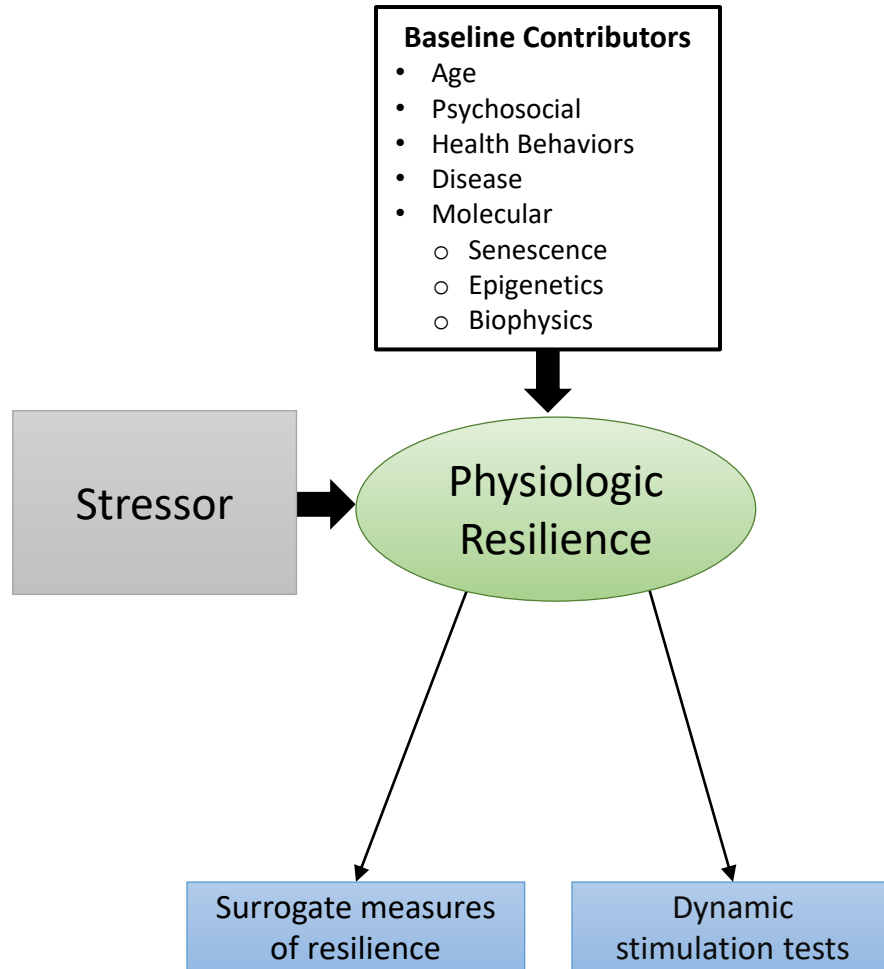 Baseline Contributors
• Age
• Psychosocial
• Health Behaviors
• Disease
• Molecular
o Senescence
o Epigenetics
o Biophysics
Stressor
Physiologic
Resilience
Surrogate measures
of resilience
Dynamic
stimulation tests